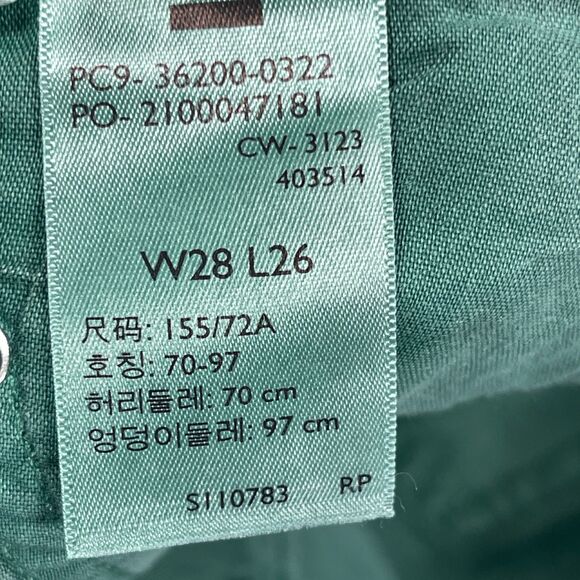 PC9- 36200-0322
PO- 2100047181
CW- 3123
403514
W28 L26
尺码: 155/72A
호칭: 70-97
허리둘레: 70 cm
엉덩이둘레: 97 cm
S110783 RP